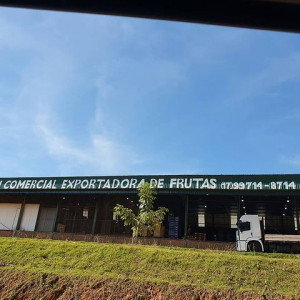 COMERCIAL EXPORTADORA DE FRUTAS (17)99714-8714